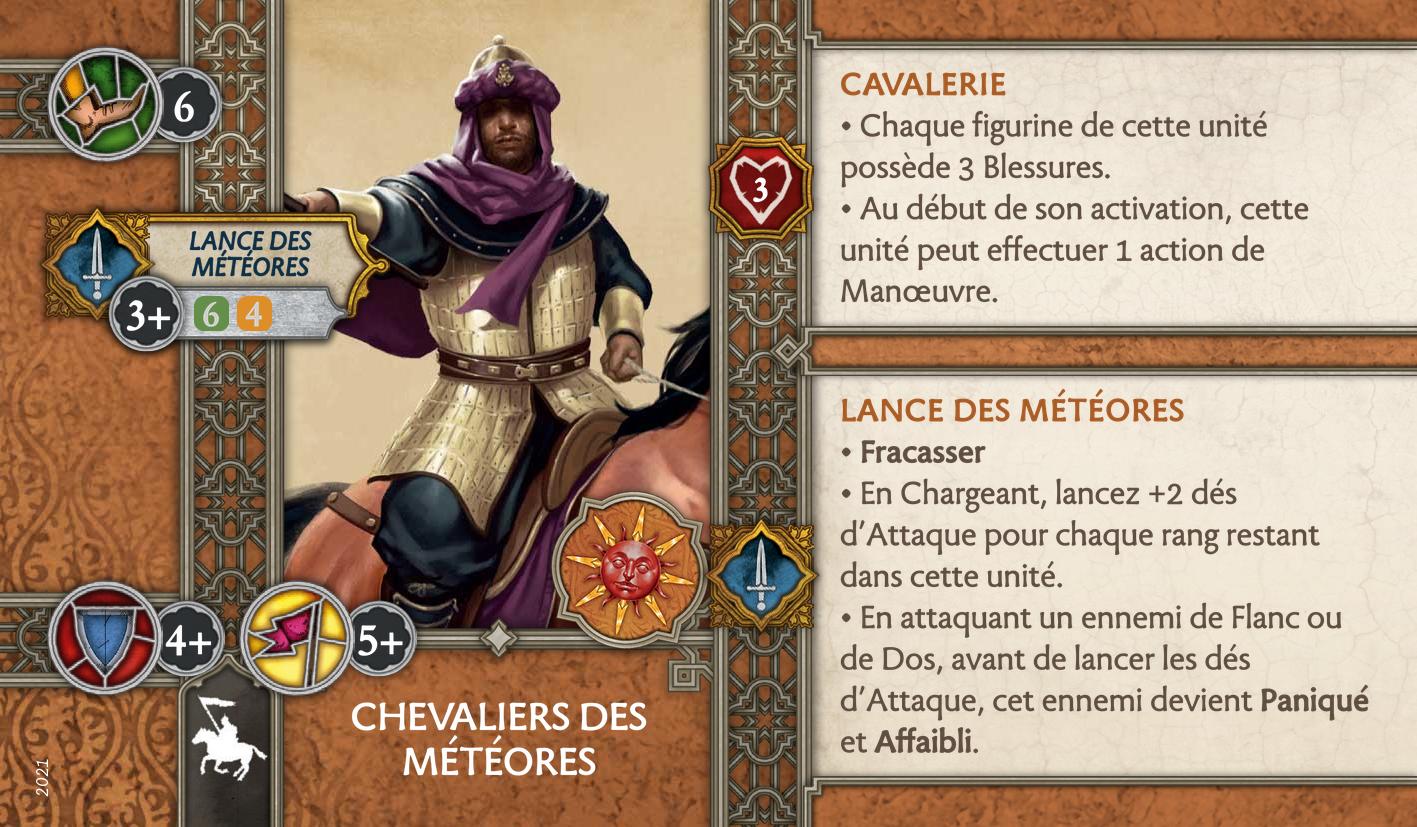 6
LANCE DES
MÉTÉORES
3+ 6 4
4+ 5+
CHEVALIERS DES
MÉTÉORES
2021
3
CAVALERIE
• Chaque figurine de cette unité
possède 3 Blessures.
• Au début de son activation, cette
unité peut effectuer 1 action de
Manœuvre.
LANCE DES MÉTÉORES
• Fracasser
• En Chargeant, lancez +2 dés
d'Attaque pour chaque rang restant
dans cette unité.
• En attaquant un ennemi de Flanc ou
de Dos, avant de lancer les dés
d'Attaque, cet ennemi devient Paniqué
et Affaibli.